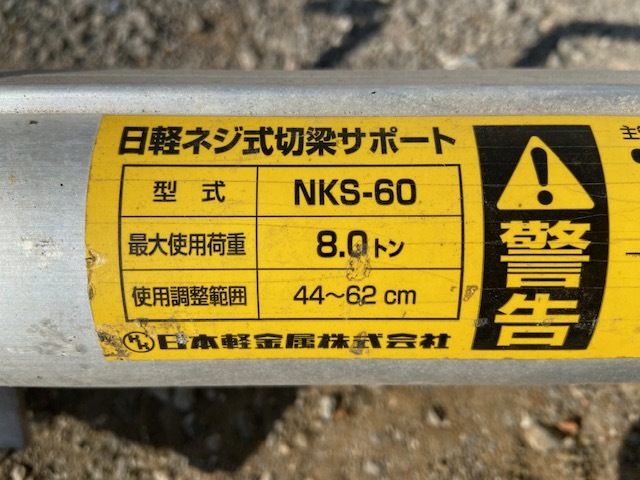 日軽ネジ式切梁サポート
型式 NKS-60
最大使用荷重 8.0トン
使用調整範囲 44～62 cm
日本軽金属株式会社
警告
主